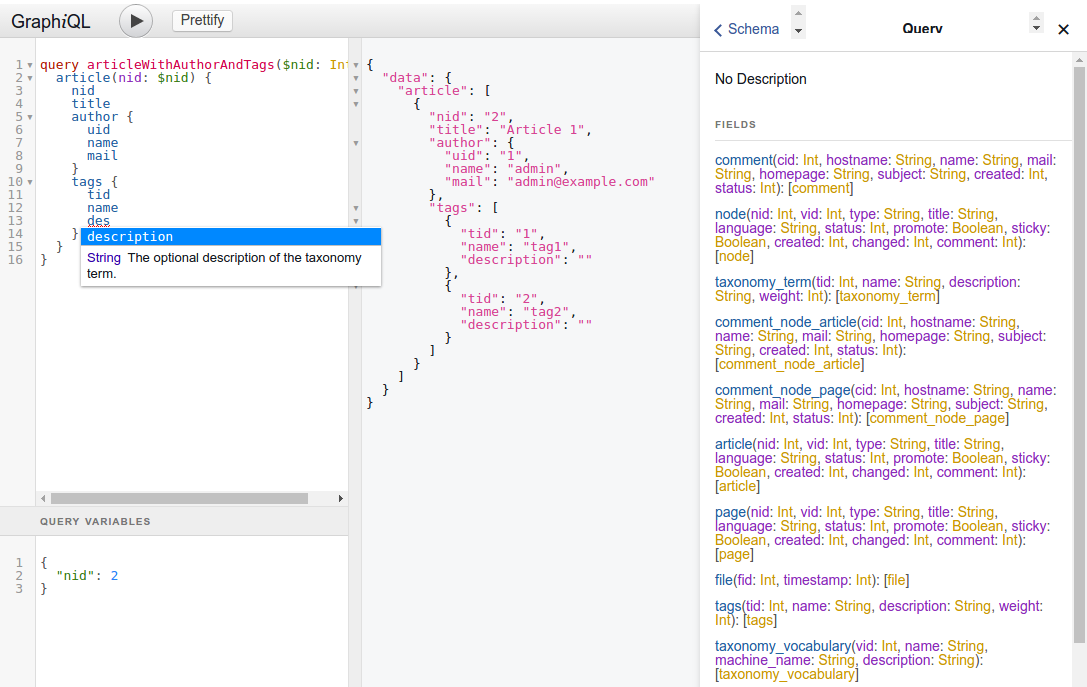 GraphiQL
Prettify
1 query articleWithAuthorAndTags($nid: Int
2 article(nid: $nid) {
3 nid
4 title
5 author {
6 uid
7 name
8 mail
9 }
10 tags {
11 tid
12 name
13 des
14 }
15 }
16 }
description
String The optional description of the taxonomy
term.
QUERY VARIABLES
1 {
2 "nid": 2
3 }
{
"data": {
"article": [
{
"nid": "2",
"title": "Article 1",
"author": {
"uid": "1",
"name": "admin",
"mail": "admin@example.com"
},
"tags": [
{
"tid": "1",
"name": "tag1",
"description": ""
},
{
"tid": "2",
"name": "tag2",
"description": ""
}
]
}
]
}
}
Schema
Query
No Description
FIELDS
comment(cid: Int, hostname: String, name: String, mail:
String, homepage: String, subject: String, created: Int,
status: Int): [comment]
node(nid: Int, vid: Int, type: String, title: String,
language: String, status: Int, promote: Boolean, sticky:
Boolean, created: Int, changed: Int, comment: Int):
[node]
taxonomy_term(tid: Int, name: String, description:
String, weight: Int): [taxonomy_term]
comment_node_article(cid: Int, hostname: String,
name: String, mail: String, homepage: String, subject:
String, created: Int, status: Int):
[comment_node_article]
comment_node_page(cid: Int, hostname: String, name:
String, mail: String, homepage: String, subject: String,
created: Int, status: Int): [comment_node_page]
article(nid: Int, vid: Int, type: String, title: String,
language: String, status: Int, promote: Boolean, sticky:
Boolean, created: Int, changed: Int, comment: Int):
[article]
page(nid: Int, vid: Int, type: String, title: String,
language: String, status: Int, promote: Boolean, sticky:
Boolean, created: Int, changed: Int, comment: Int):
[page]
file(fid: Int, timestamp: Int): [file]
tags(tid: Int, name: String, description: String, weight:
Int): [tags]
taxonomy_vocabulary(vid: Int, name: String,
machine_name: String, description: String):
[taxonomy_vocabulary]